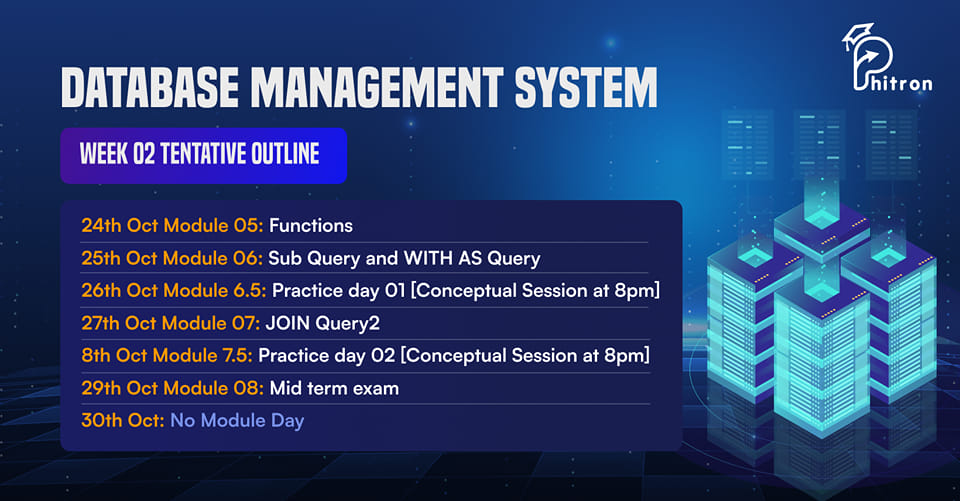 Phitron
DATABASE MANAGEMENT SYSTEM
WEEK 02 TENTATIVE OUTLINE
24th Oct Module 05: Functions
25th Oct Module 06: Sub Query and WITH AS Query
26th Oct Module 6.5: Practice day 01 [Conceptual Session at 8pm]
27th Oct Module 07: JOIN Query2
8th Oct Module 7.5: Practice day 02 [Conceptual Session at 8pm]
29th Oct Module 08: Mid term exam
30th Oct: No Module Day